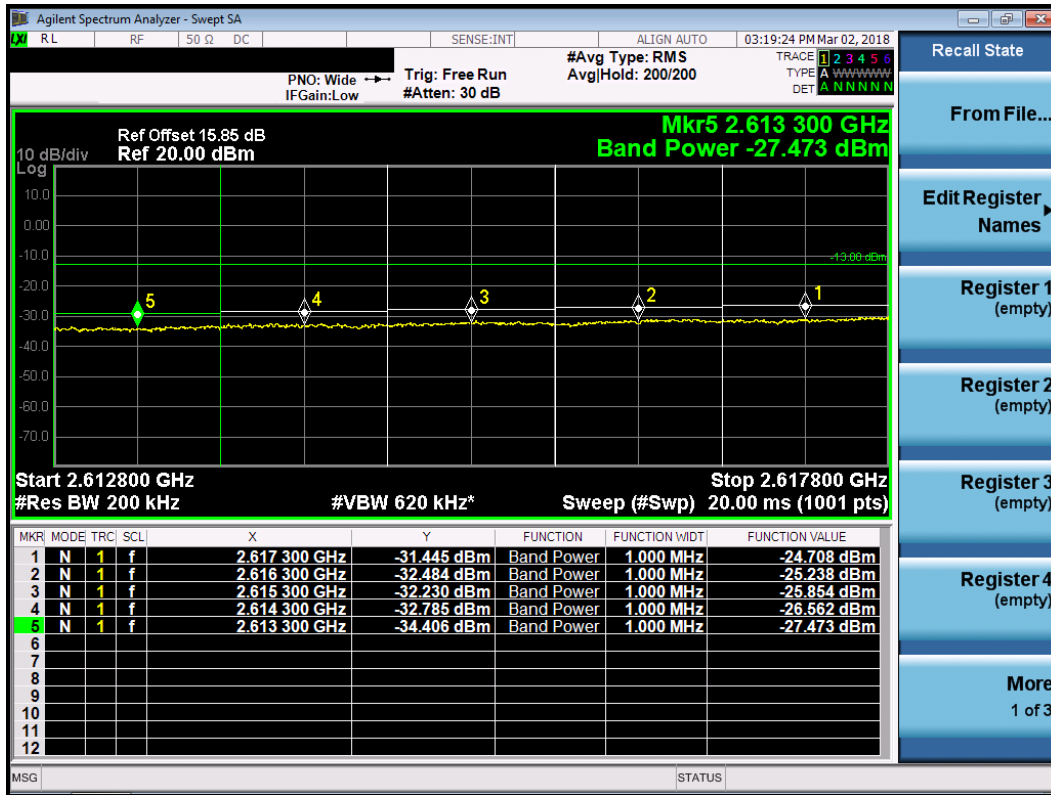 Agilent Spectrum Analyzer - Swept SA
LXI RL RF 50 Ω DC SENSE:INT ALIGN AUTO 03:19:24 PM Mar 02, 2018
Recall State
#Avg Type: RMS TRACE 1 2 3 4 5 6
PNO: Wide Trig: Free Run Avg|Hold: 200/200 TYPE A WWWWW
IFGain:Low #Atten: 30 dB DET A N N N N N
From File...
Mkr5 2.613 300 GHz
Ref Offset 15.85 dB
10 dB/div Ref 20.00 dBm Band Power -27.473 dBm
Log
10.0
0.00
-10.0
-13.00 dBm
-20.0
-30.0
-40.0
-50.0
-60.0
-70.0
5 4 3 2 1
Start 2.612800 GHz Stop 2.617800 GHz
#Res BW 200 kHz #VBW 620 kHz* Sweep (#Swp) 20.00 ms (1001 pts)
MKR MODE TRC SCL X Y FUNCTION FUNCTION WIDT FUNCTION VALUE
1 N 1 f 2.617 300 GHz -31.445 dBm Band Power 1.000 MHz -24.708 dBm
2 N 1 f 2.616 300 GHz -32.484 dBm Band Power 1.000 MHz -25.238 dBm
3 N 1 f 2.615 300 GHz -32.230 dBm Band Power 1.000 MHz -25.854 dBm
4 N 1 f 2.614 300 GHz -32.785 dBm Band Power 1.000 MHz -26.562 dBm
5 N 1 f 2.613 300 GHz -34.406 dBm Band Power 1.000 MHz -27.473 dBm
6
7
8
9
10
11
12
MSG STATUS
Edit Register
Names
Register 1
(empty)
Register 2
(empty)
Register 3
(empty)
Register 4
(empty)
More
1 of 3